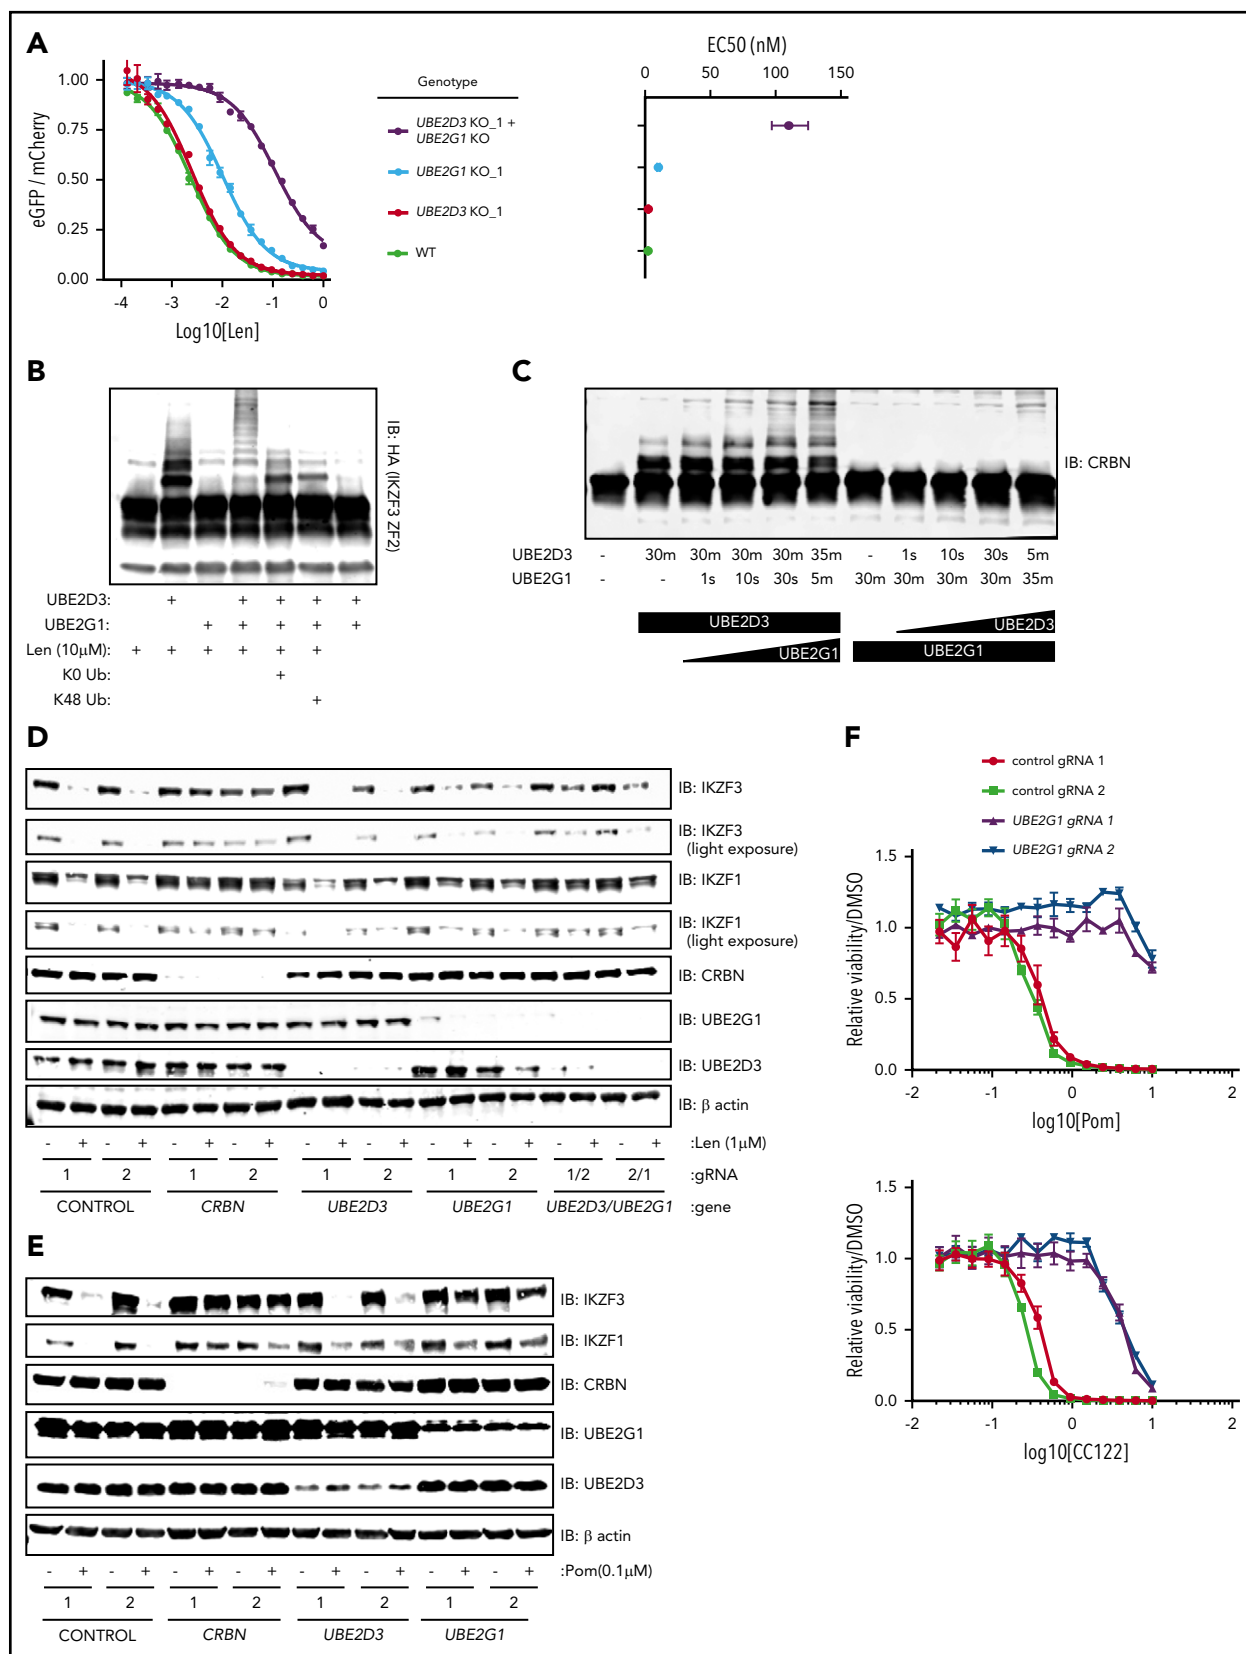 A
EC50 (nM)
0 50 100 150
1.00
0.75
0.50
0.25
0.00
eGFP / mCherry
-4 -3 -2 -1 0
Log10[Len]
Genotype
UBE2D3 KO_1 +
UBE2G1 KO
UBE2G1 KO_1
UBE2D3 KO_1
WT
B
IB: HA (IKZF3 ZF2)
UBE2D3: + + + + +
UBE2G1: + + + + +
Len (10μM): + + + + + +
K0 Ub: +
K48 Ub: +
C
IB: CRBN
UBE2D3 - 30m 30m 30m 30m 35m - 1s 10s 30s 5m
UBE2G1 - - 1s 10s 30s 5m 30m 30m 30m 30m 35m
UBE2D3
UBE2G1
UBE2D3
UBE2G1
D
IB: IKZF3
IB: IKZF3
(light exposure)
IB: IKZF1
IB: IKZF1
(light exposure)
IB: CRBN
IB: UBE2G1
IB: UBE2D3
IB: β actin
- + - + - + - + - + - + - + - + - + - + :Len (1μM)
1 2 1 2 1 2 1 2 1/2 2/1 :gRNA
CONTROL CRBN UBE2D3 UBE2G1 UBE2D3/UBE2G1 :gene
E
IB: IKZF3
IB: IKZF1
IB: CRBN
IB: UBE2G1
IB: UBE2D3
IB: β actin
- + - + - + - + - + - + - + - + :Pom(0.1μM)
1 2 1 2 1 2 1 2
CONTROL CRBN UBE2D3 UBE2G1
F
control gRNA 1
control gRNA 2
UBE2G1 gRNA 1
UBE2G1 gRNA 2
1.5
1.0
0.5
0.0
Relative viability/DMSO
-2 -1 0 1 2
log10[Pom]
1.5
1.0
0.5
0.0
Relative viability/DMSO
-2 -1 0 1 2
log10[CC122]